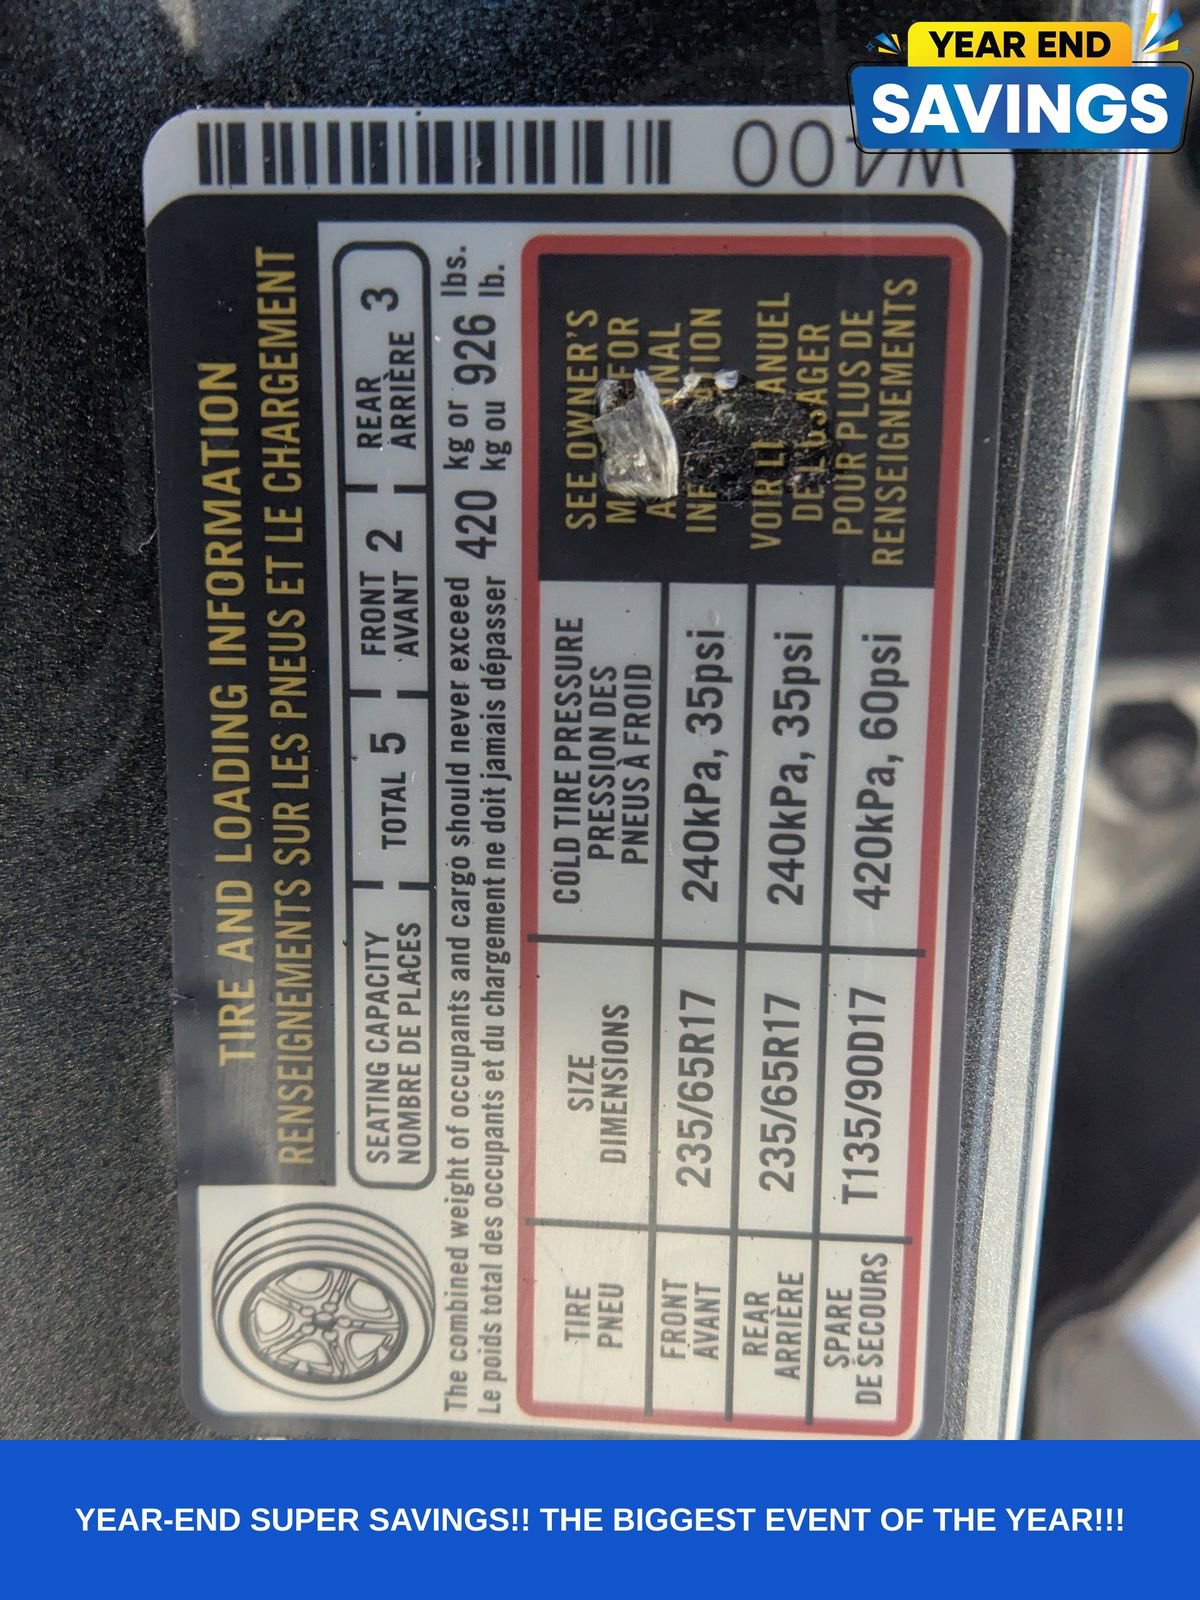 YEAR END
SAVINGS
TIRE AND LOADING INFORMATION
RENSEIGNEMENTS SUR LES PNEUS ET LE CHARGEMENT
SEATING CAPACITY
NOMBRE DE PLACES
TOTAL 5
FRONT
AVANT 2
REAR
ARRIÈRE 3
The combined weight of occupants and cargo should never exceed 420 kg or 926 lbs.
Le poids total des occupants et du chargement ne doit jamais dépasser 420 kg ou 926 lb.
TIRE
PNEU
SIZE
DIMENSIONS
COLD TIRE PRESSURE
PRESSION DES
PNEUS À FROID
FRONT
AVANT
235/65R17
240kPa, 35psi
REAR
ARRIÈRE
235/65R17
240kPa, 35psi
SPARE
DE SECOURS
T135/90D17
420kPa, 60psi
SEE OWNER'S
FOR
VOIR
POUR PLUS DE
RENSEIGNEMENTS
YEAR-END SUPER SAVINGS!! THE BIGGEST EVENT OF THE YEAR!!!